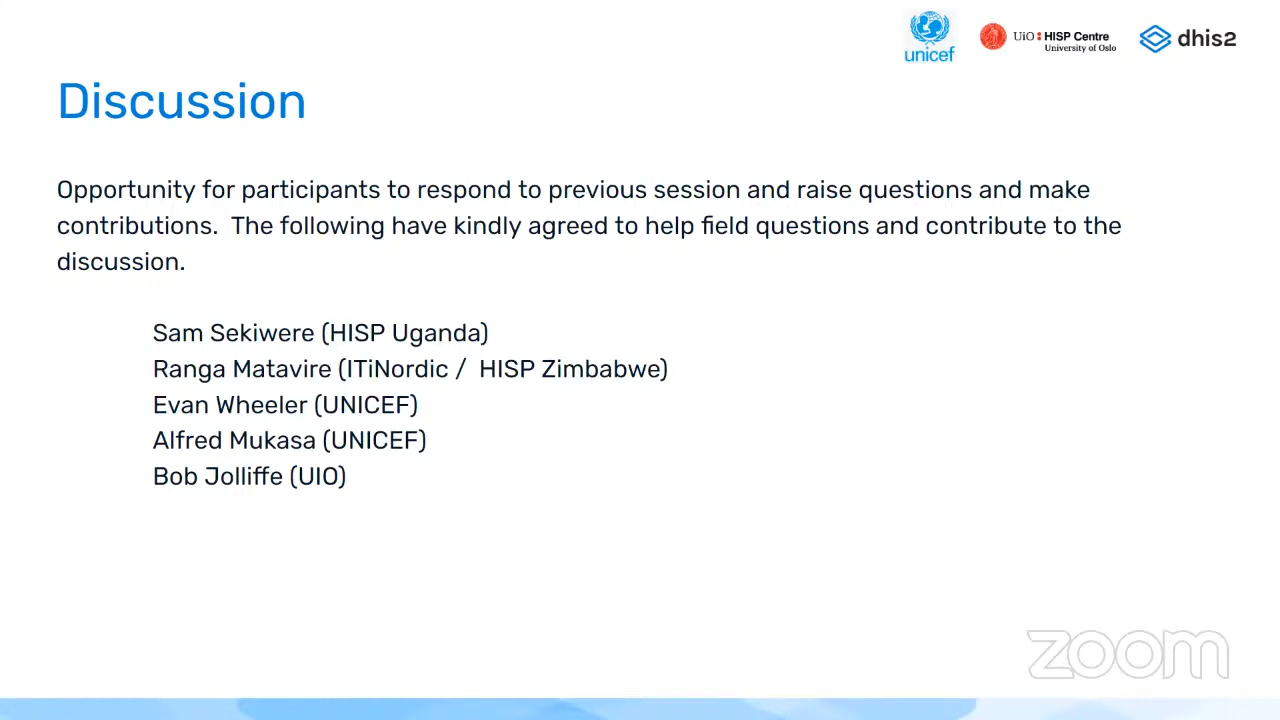 unicef
UiO HISP Centre
University of Oslo
dhis2
Discussion
Opportunity for participants to respond to previous session and raise questions and make
contributions.  The following have kindly agreed to help field questions and contribute to the
discussion.
Sam Sekiwere (HISP Uganda)
Ranga Matavire (ITiNordic /  HISP Zimbabwe)
Evan Wheeler (UNICEF)
Alfred Mukasa (UNICEF)
Bob Jolliffe (UIO)
zoom